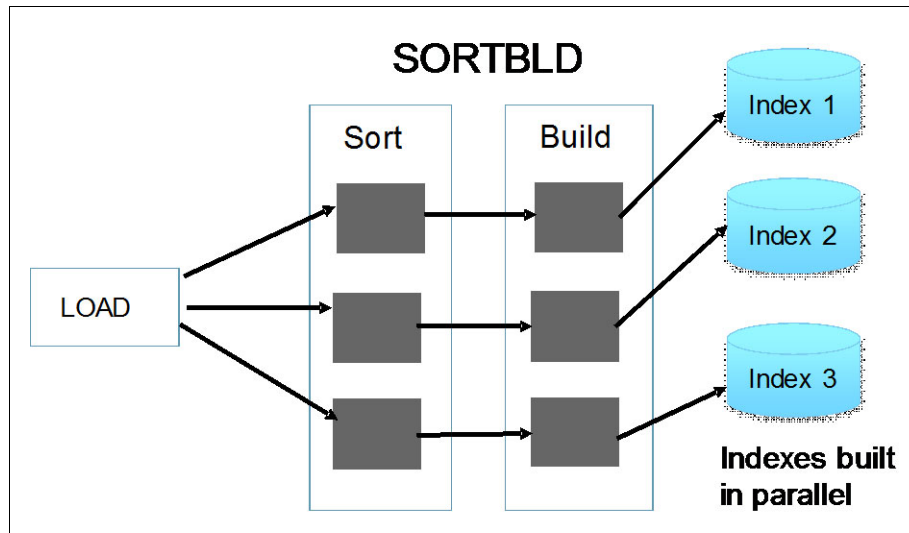 SORTBLD
Sort
Build
LOAD
Index 1
Index 2
Index 3
Indexes built
in parallel